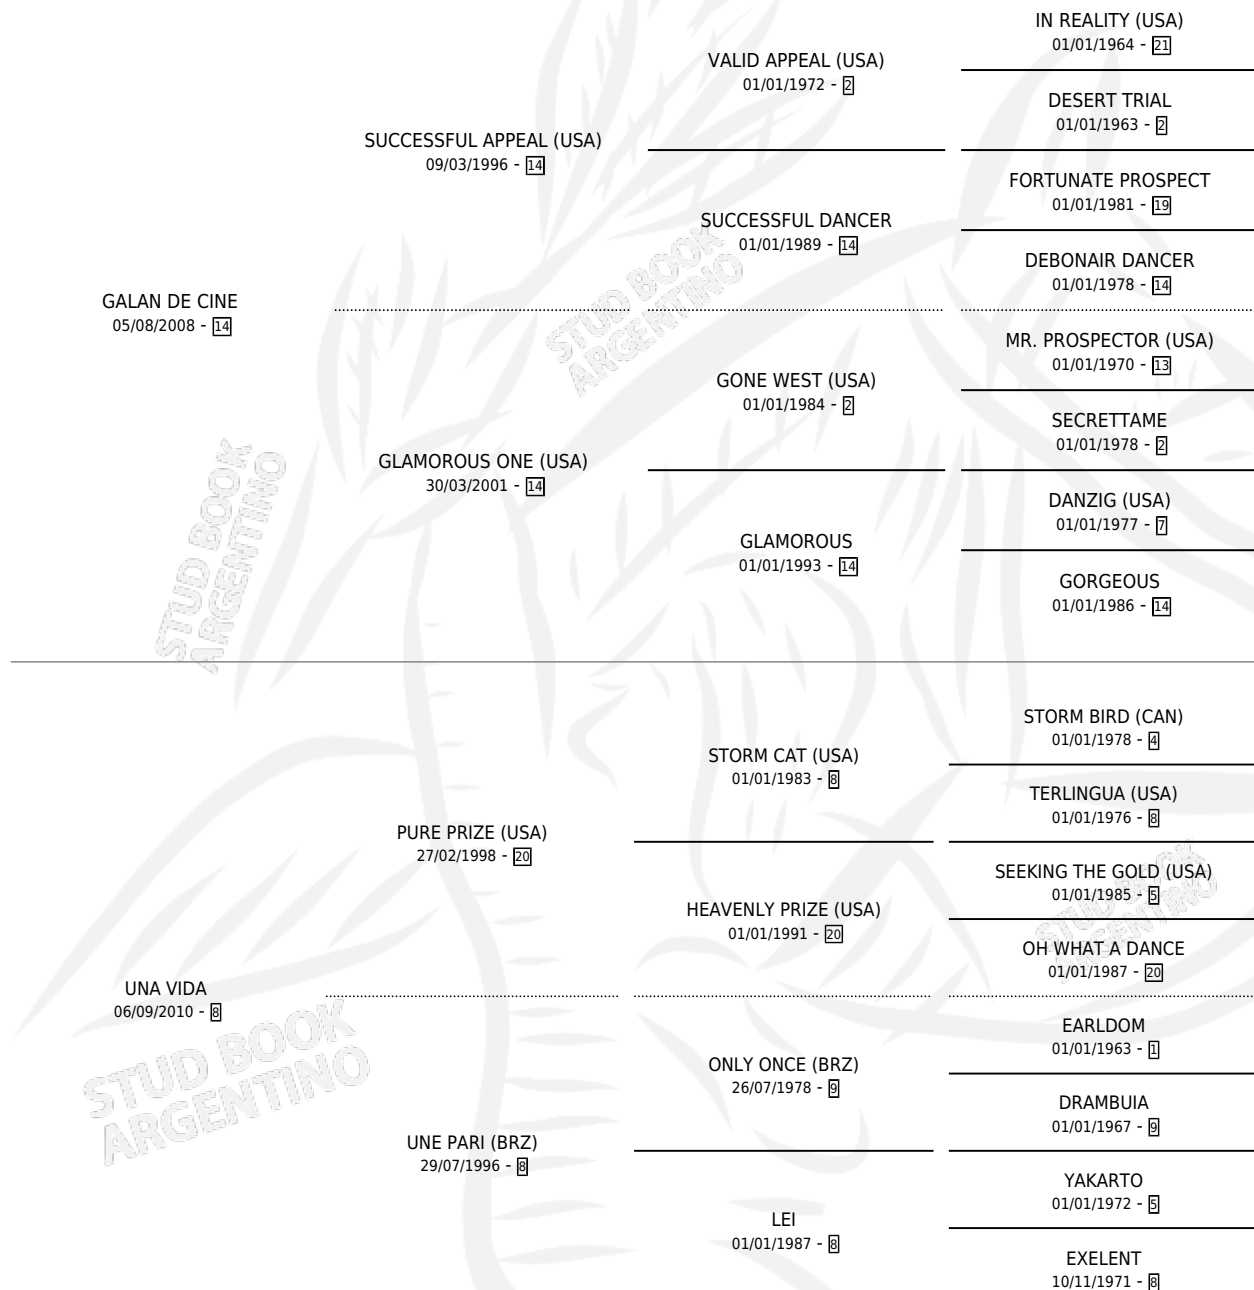 IN REALITY (USA)
01/01/1964 - 21
VALID APPEAL (USA)
01/01/1972 - 2
DESERT TRIAL
01/01/1963 - 2
SUCCESSFUL APPEAL (USA)
09/03/1996 - 14
FORTUNATE PROSPECT
01/01/1981 - 19
SUCCESSFUL DANCER
01/01/1989 - 14
DEBONAIR DANCER
01/01/1978 - 14
GALAN DE CINE
05/08/2008 - 14
MR. PROSPECTOR (USA)
01/01/1970 - 13
GONE WEST (USA)
01/01/1984 - 2
SECRETTAME
01/01/1978 - 2
GLAMOROUS ONE (USA)
30/03/2001 - 14
DANZIG (USA)
01/01/1977 - 7
GLAMOROUS
01/01/1993 - 14
GORGEOUS
01/01/1986 - 14
STORM BIRD (CAN)
01/01/1978 - 4
STORM CAT (USA)
01/01/1983 - 8
TERLINGUA (USA)
01/01/1976 - 8
PURE PRIZE (USA)
27/02/1998 - 20
SEEKING THE GOLD (USA)
01/01/1985 - 5
HEAVENLY PRIZE (USA)
01/01/1991 - 20
OH WHAT A DANCE
01/01/1987 - 20
UNA VIDA
06/09/2010 - 8
EARLDOM
01/01/1963 - 1
ONLY ONCE (BRZ)
26/07/1978 - 9
DRAMBUIA
01/01/1967 - 9
UNE PARI (BRZ)
29/07/1996 - 8
YAKARTO
01/01/1972 - 5
LEI
01/01/1987 - 8
EXELENT
10/11/1971 - 8
STUD BOOK
ARGENTINO
STUD BOOK
ARGENTINO
STUD BOOK
ARGENTINO
STUD BOOK
ARGENTINO